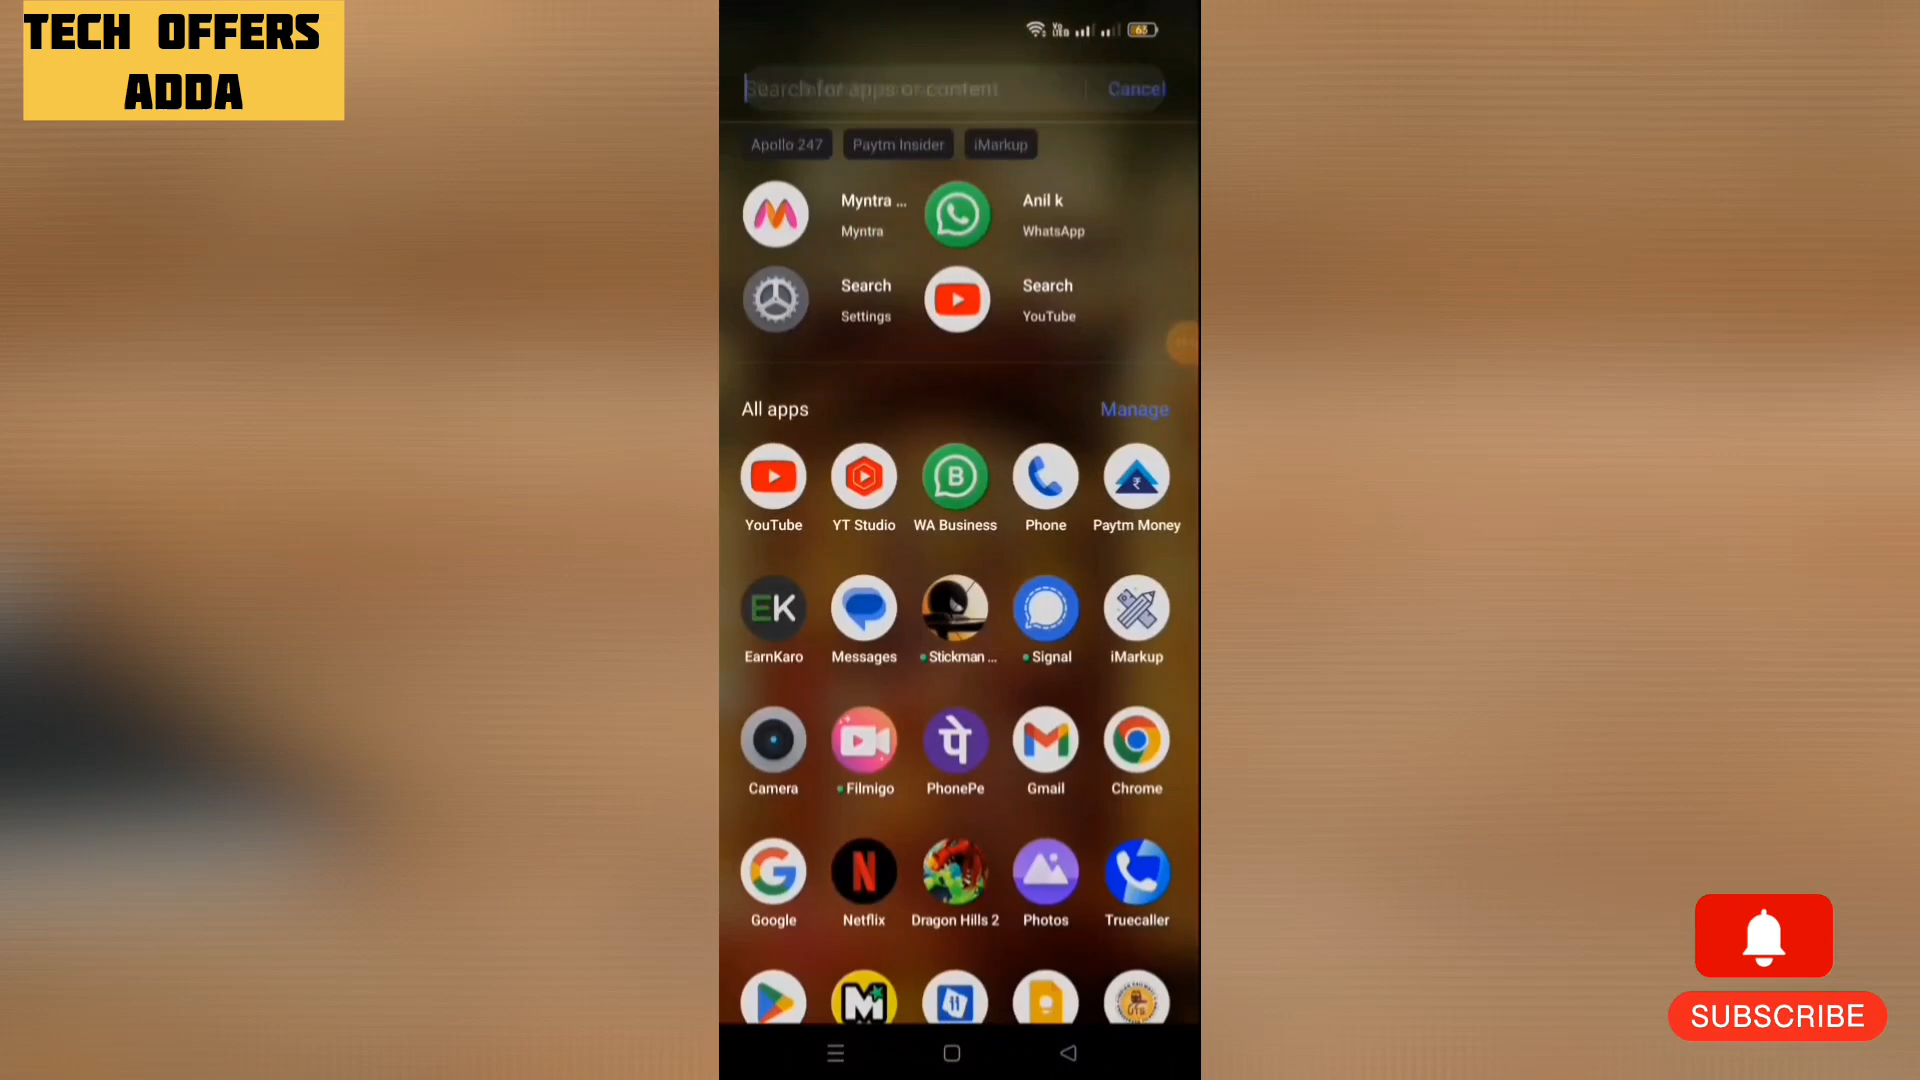 TECH OFFERS
ADDA
63
Search for apps or content
Cancel
Apollo 247
Paytm Insider
iMarkup
Myntra ...
Myntra
Anil k
WhatsApp
Search
Settings
Search
YouTube
All apps
Manage
YouTube
YT Studio
WA Business
Phone
Paytm Money
EK
EarnKaro
Messages
Stickman ...
Signal
iMarkup
Camera
Filmigo
पे
PhonePe
Gmail
Chrome
Google
Netflix
Dragon Hills 2
Photos
Truecaller
UTS
SUBSCRIBE